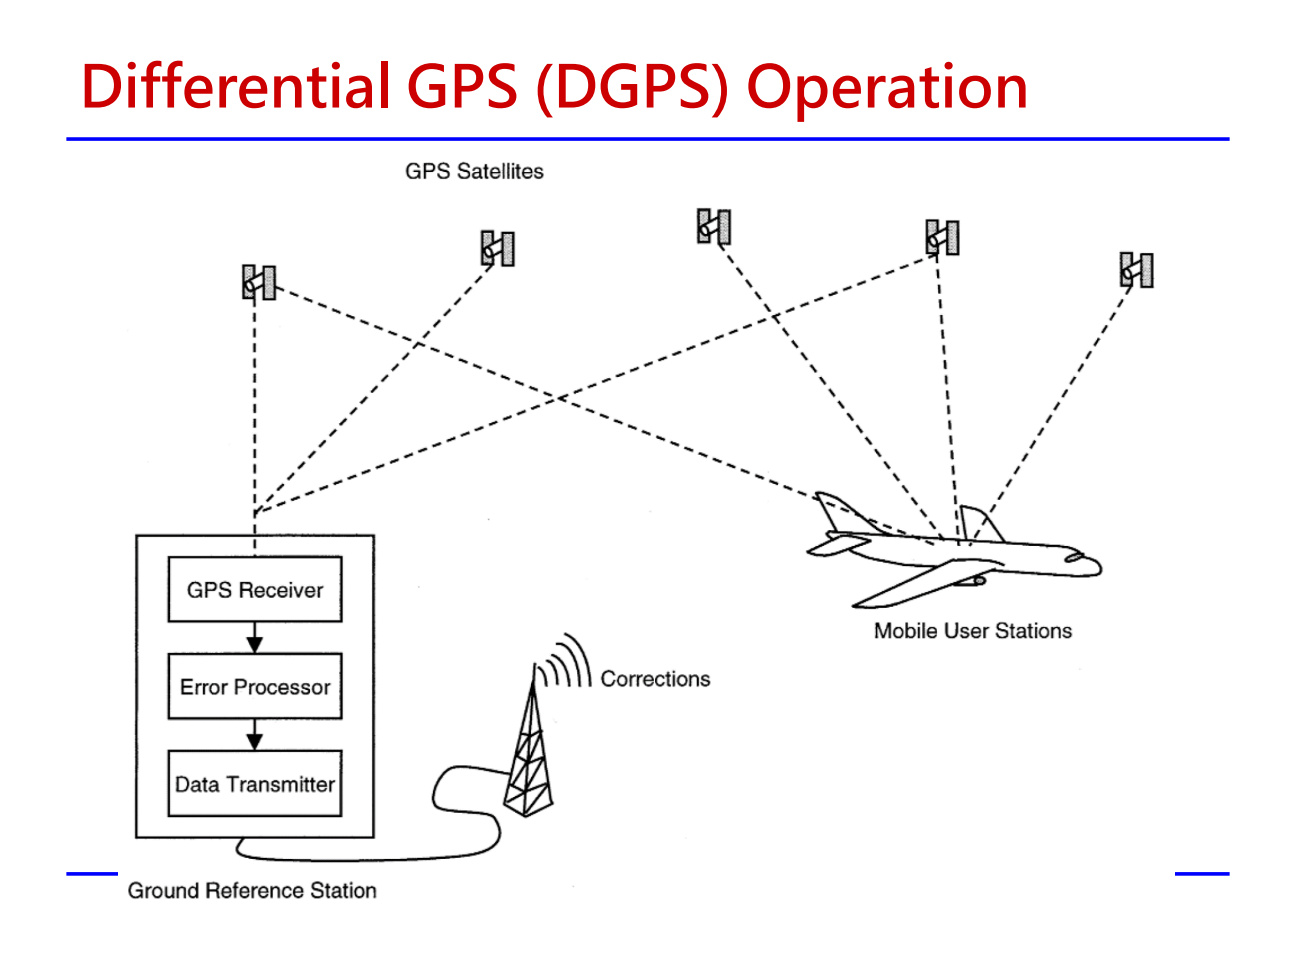 Differential GPS (DGPS) Operation
GPS Satellites
GPS Receiver
Error Processor
Data Transmitter
Ground Reference Station
Corrections
Mobile User Stations